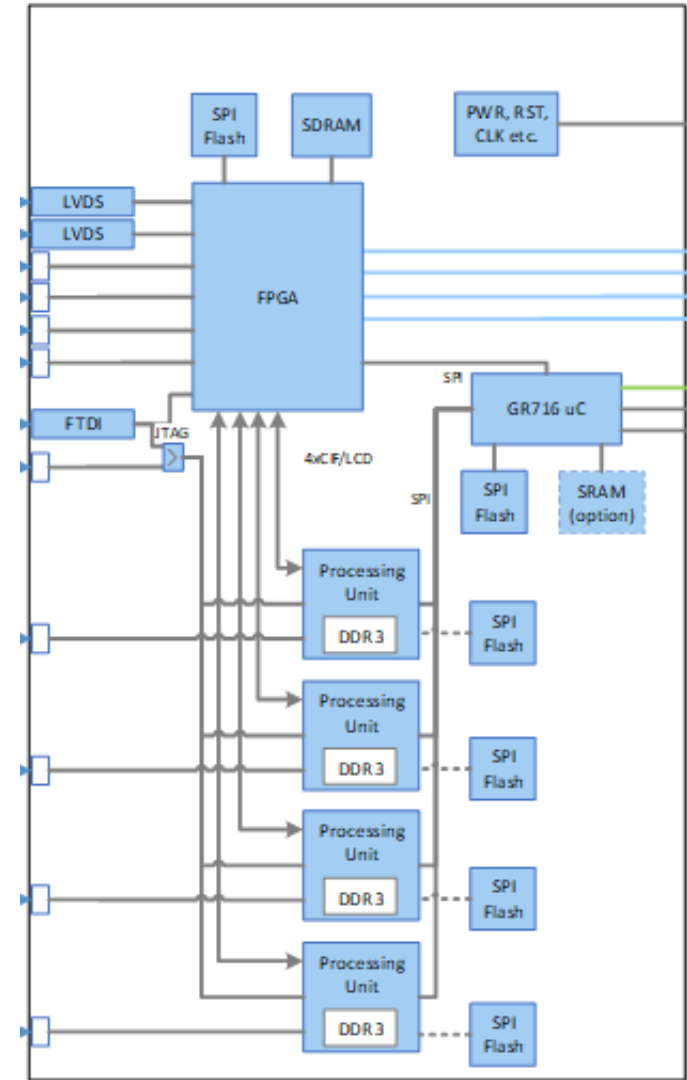 SPI
Flash
SDRAM
PWR, RST,
CLK etc.
LVDS
LVDS
FPGA
SPI
GR716 uC
FTDI
JTAG
4xCIF/LCD
SPI
SPI
Flash
SRAM
(option)
Processing
Unit
DDR3
SPI
Flash
Processing
Unit
DDR3
SPI
Flash
Processing
Unit
DDR3
SPI
Flash
Processing
Unit
DDR3
SPI
Flash